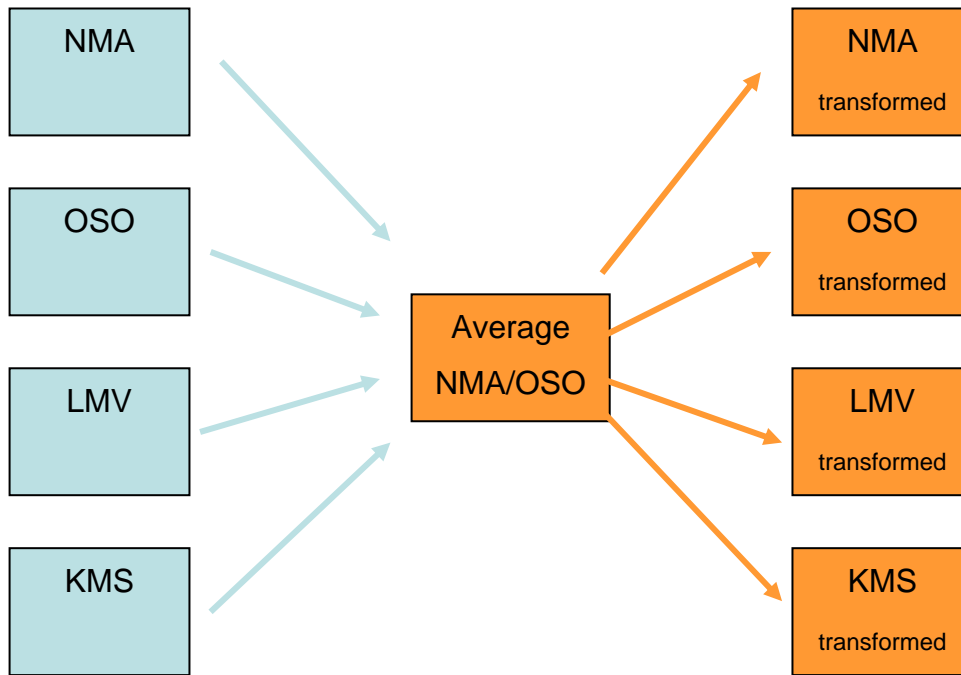 NMA
OSO
LMV
KMS
Average
NMA/OSO
NMA
transformed
OSO
transformed
LMV
transformed
KMS
transformed